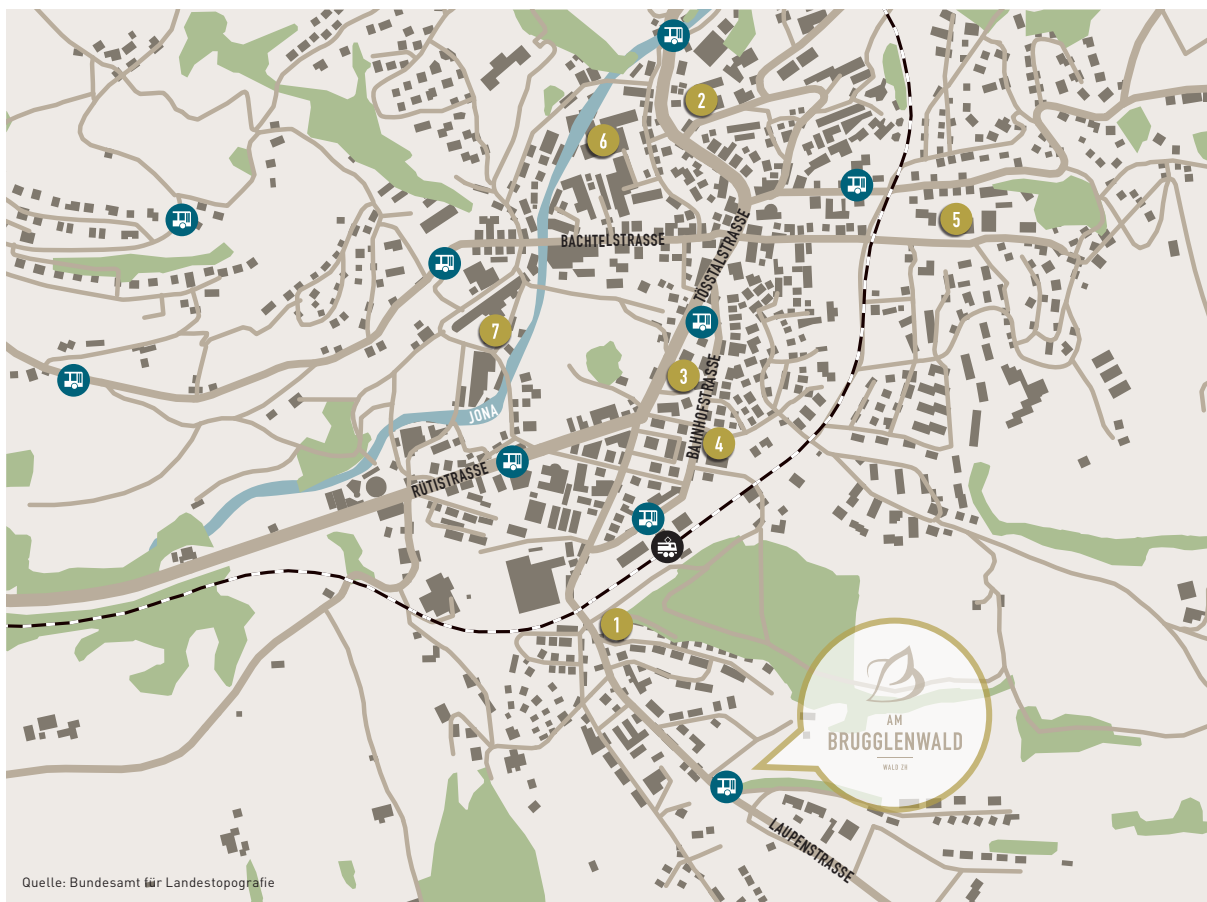 2
6
5
BACHTELSTRASSE
TÖSSTALSTRASSE
7
3
BAHNHOFSTRASSE
JONA
4
RÜTISTRASSE
1
AM
BRUGGLENWALD
WALD ZH
LAUPENSTRASSE
Quelle: Bundesamt für Landestopografie